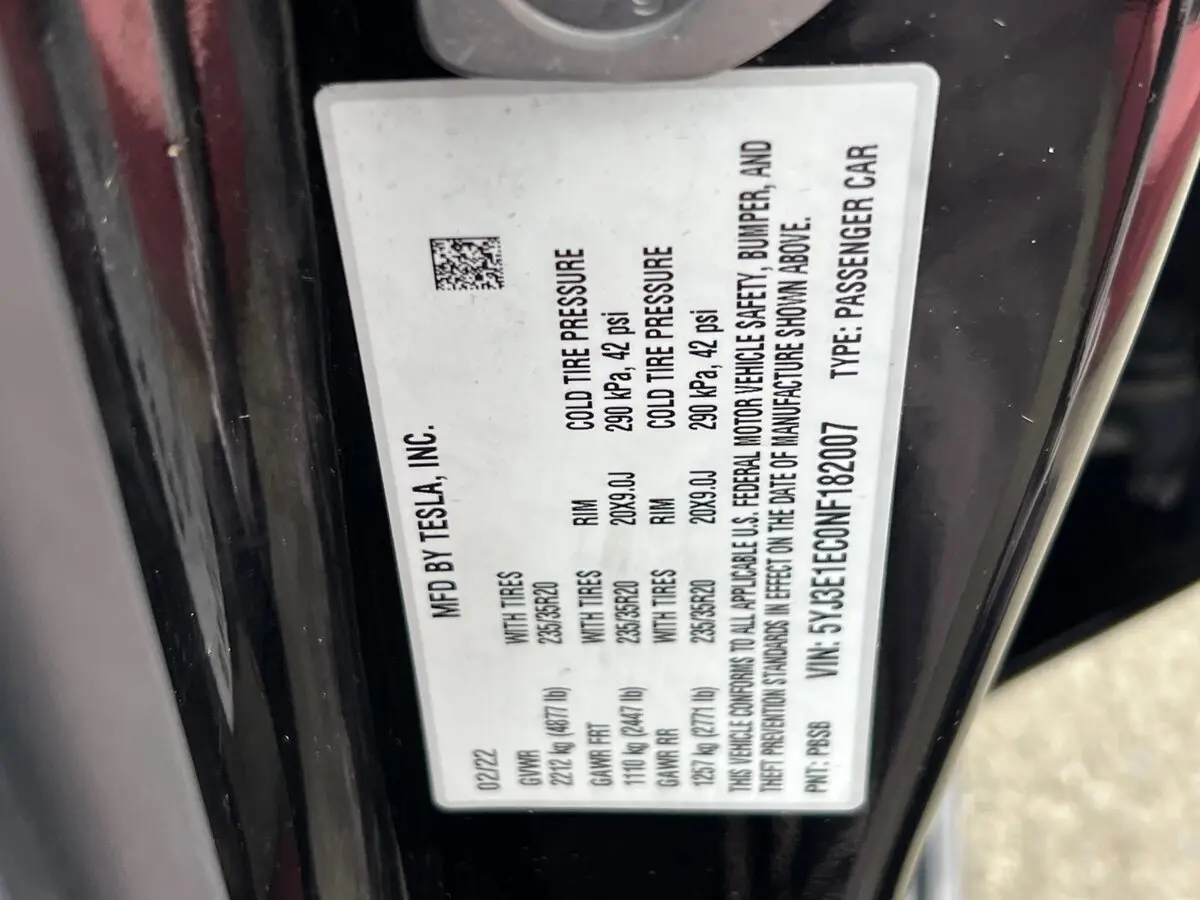 MFD BY TESLA, INC.
02/22
GVWR WITH TIRES
2212 kg (4877 lb) 235/35R20
GAWR FRT WITH TIRES RIM COLD TIRE PRESSURE
1110 kg (2447 lb) 235/35R20 20X9.0J 290 kPa, 42 psi
GAWR RR WITH TIRES RIM COLD TIRE PRESSURE
1257 kg (2771 lb) 235/35R20 20X9.0J 290 kPa, 42 psi
THIS VEHICLE CONFORMS TO ALL APPLICABLE U.S. FEDERAL MOTOR VEHICLE SAFETY, BUMPER, AND
THEFT PREVENTION STANDARDS IN EFFECT ON THE DATE OF MANUFACTURE SHOWN ABOVE.
PNT: PBSB VIN: 5YJ3E1EC0NF182007 TYPE: PASSENGER CAR